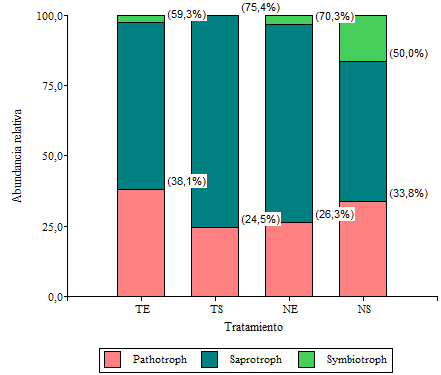 100,0
75,0
50,0
25,0
0,0
Abundancia relativa
(59,3%)
(75,4%)
(70,3%)
(50,0%)
(38,1%)
(24,5%)
(26,3%)
(33,8%)
TE
TS
NE
NS
Tratamiento
Pathotroph
Saprotroph
Symbiotroph